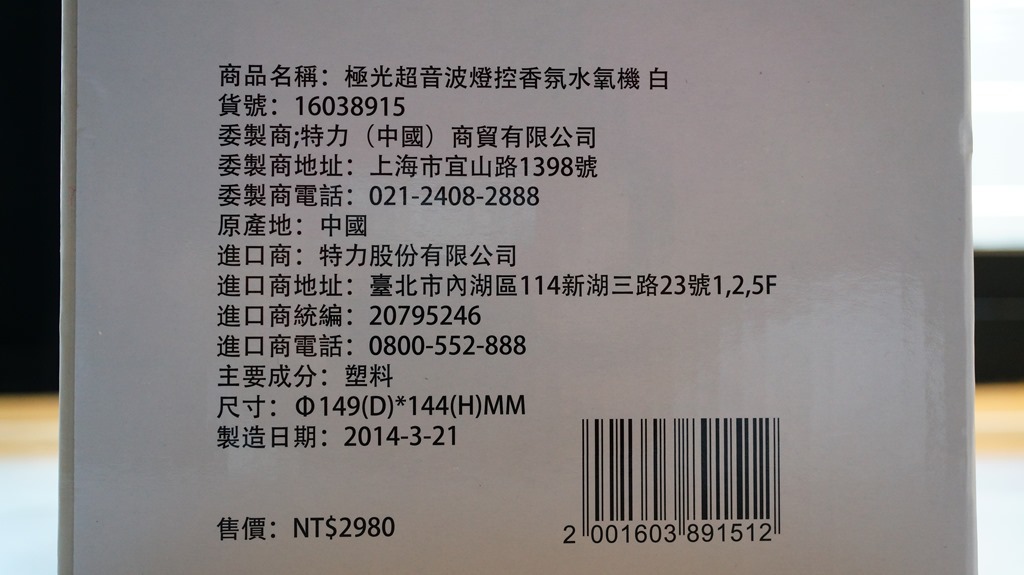 商品名稱：極光超音波燈控香氛水氧機 白
貨號：16038915
委製商;特力（中國）商貿有限公司
委製商地址：上海市宜山路1398號
委製商電話：021-2408-2888
原產地：中國
進口商：特力股份有限公司
進口商地址：臺北市內湖區114新湖三路23號1,2,5F
進口商統編：20795246
進口商電話：0800-552-888
主要成分：塑料
尺寸：Φ149(D)*144(H)MM
製造日期：2014-3-21
售價：NT$2980
2 001603 891512